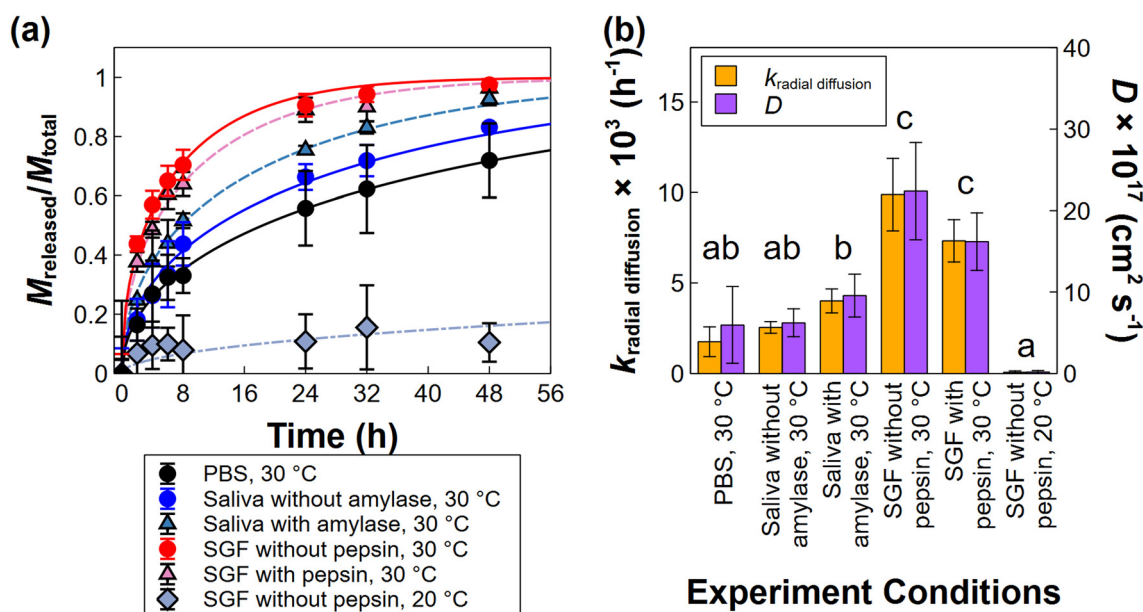 (a)
M released/M total
1
0.8
0.6
0.4
0.2
0
0 8 16 24 32 40 48 56
Time (h)
PBS, 30 °C
Saliva without amylase, 30 °C
Saliva with amylase, 30 °C
SGF without pepsin, 30 °C
SGF with pepsin, 30 °C
SGF without pepsin, 20 °C
(b)
k radial diffusion × 10³ (h⁻¹)
15
10
5
0
k radial diffusion
D
ab
ab
b
c
c
a
40
30
20
10
0
D × 10¹⁷ (cm² s⁻¹)
PBS, 30 °C
Saliva without
amylase, 30 °C
Saliva with
amylase, 30 °C
SGF without
pepsin, 30 °C
SGF with
pepsin, 30 °C
SGF without
pepsin, 20 °C
Experiment Conditions